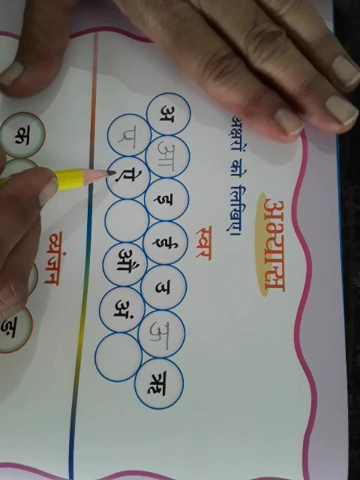 अभ्यास
अक्षरों को लिखिए।
स्वर
अ आ इ ई उ ऊ ऋ
ए ऐ औ अं
व्यंजन
क ङ